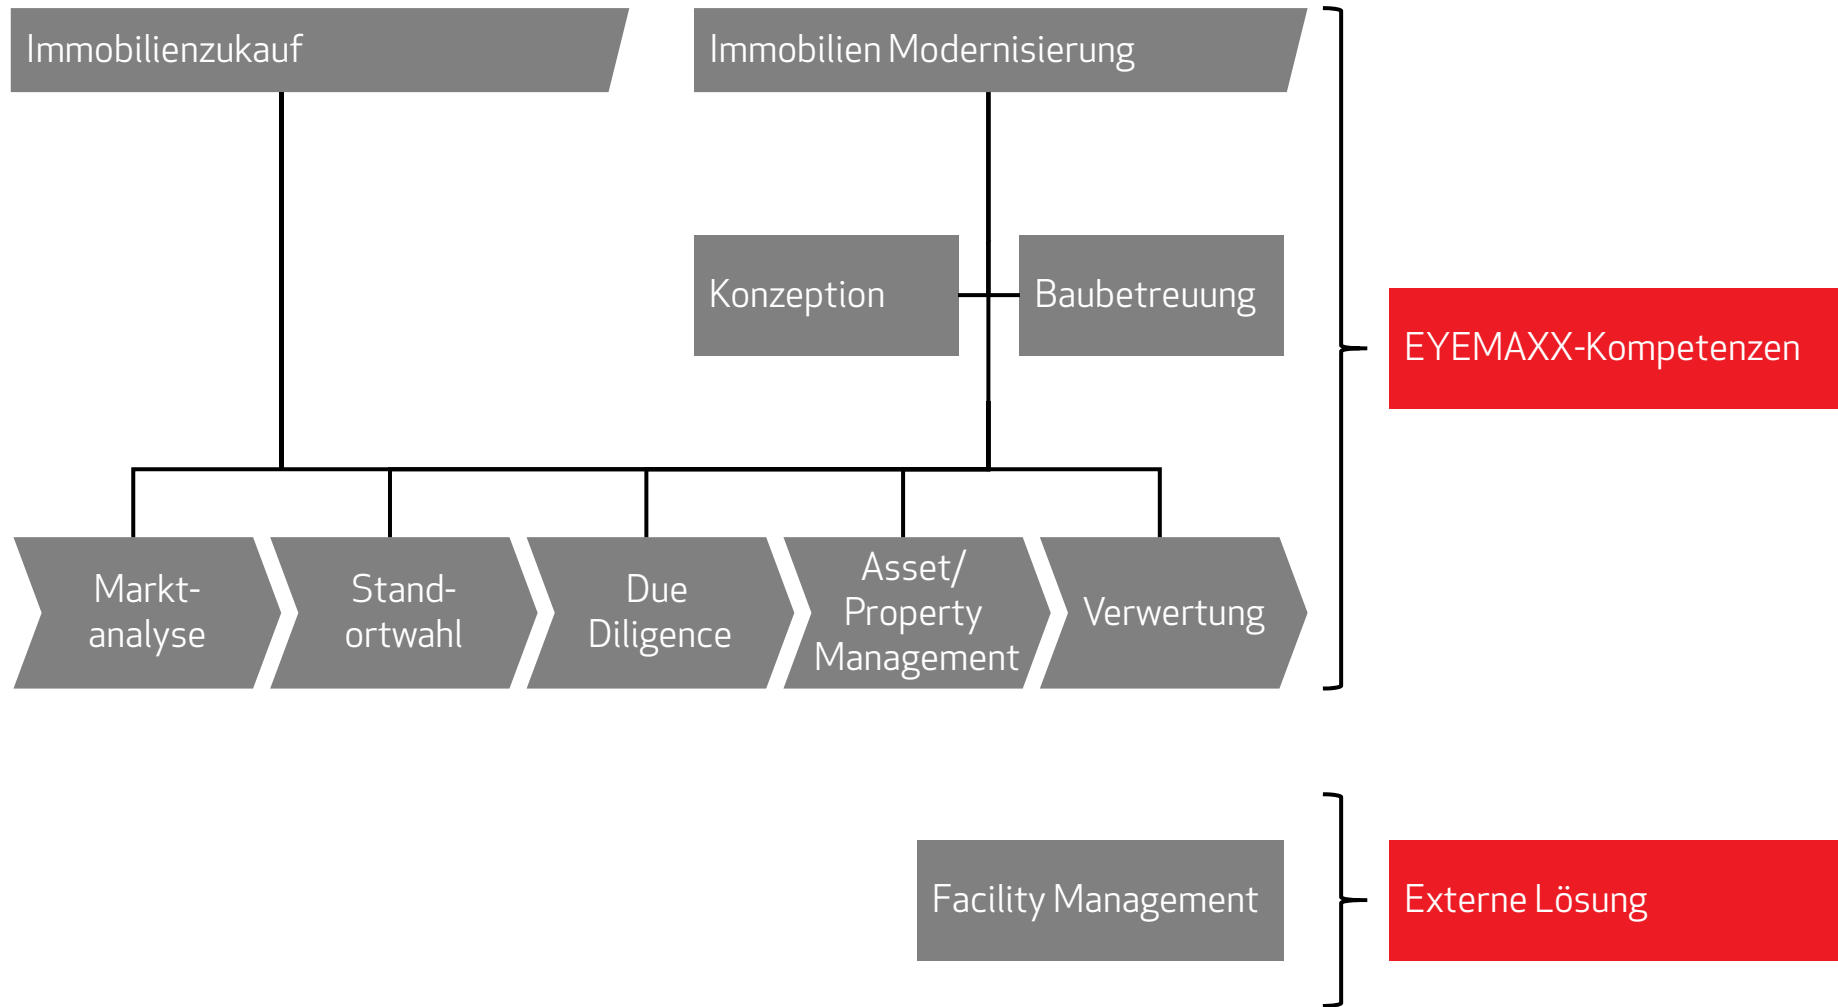 Immobilienzukauf
Immobilien Modernisierung
Konzeption
Baubetreuung
EYEMAXX-Kompetenzen
Markt-
analyse
Stand-
ortwahl
Due
Diligence
Asset/
Property
Management
Verwertung
Facility Management
Externe Lösung